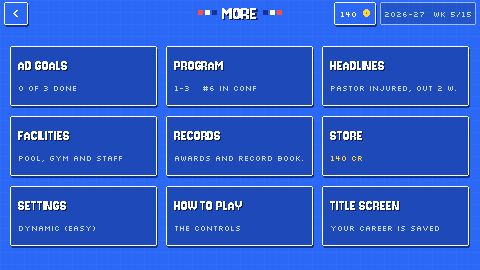 MORE
140
2026-27 WK 5/15
AD GOALS
0 OF 3 DONE
PROGRAM
1-3 #6 IN CONF
HEADLINES
PASTOR INJURED, OUT 2 W.
FACILITIES
POOL, GYM AND STAFF
RECORDS
AWARDS AND RECORD BOOK.
STORE
140 CR
SETTINGS
DYNAMIC (EASY)
HOW TO PLAY
THE CONTROLS
TITLE SCREEN
YOUR CAREER IS SAVED